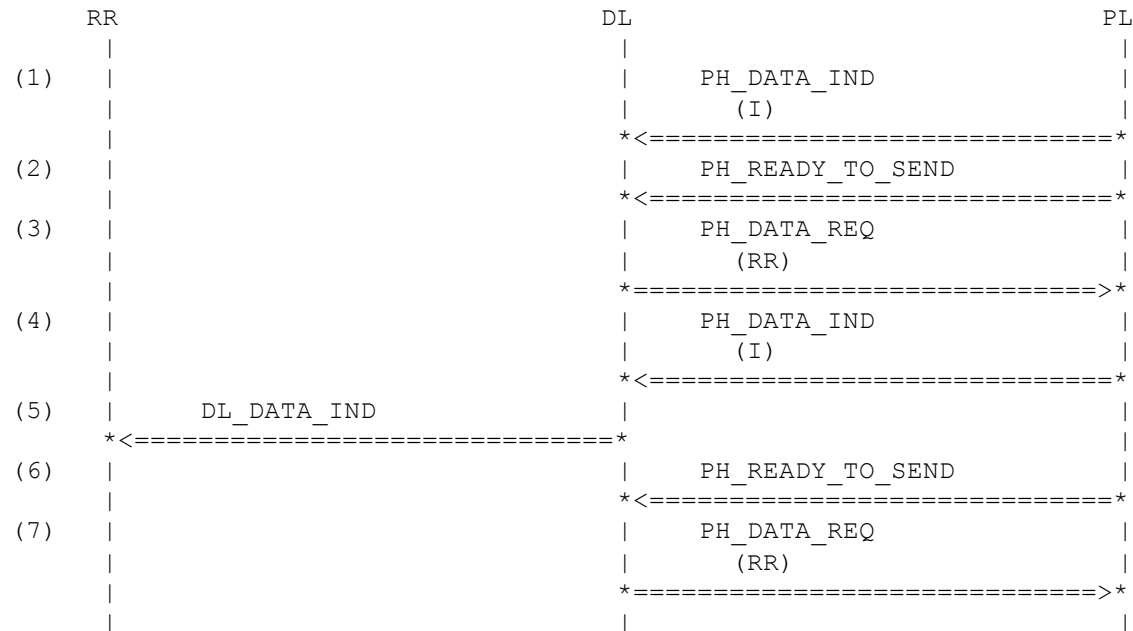 RR DL PL
| | |
(1) | | PH_DATA_IND |
| | (I) |
| *<=============================*
(2) | | PH_READY_TO_SEND |
| *<=============================*
(3) | | PH_DATA_REQ |
| | (RR) |
| *=============================>*
(4) | | PH_DATA_IND |
| | (I) |
| *<=============================*
(5) | DL_DATA_IND | |
*<==============================* |
(6) | | PH_READY_TO_SEND |
| *<=============================*
(7) | | PH_DATA_REQ |
| | (RR) |
| *=============================>*
| | |